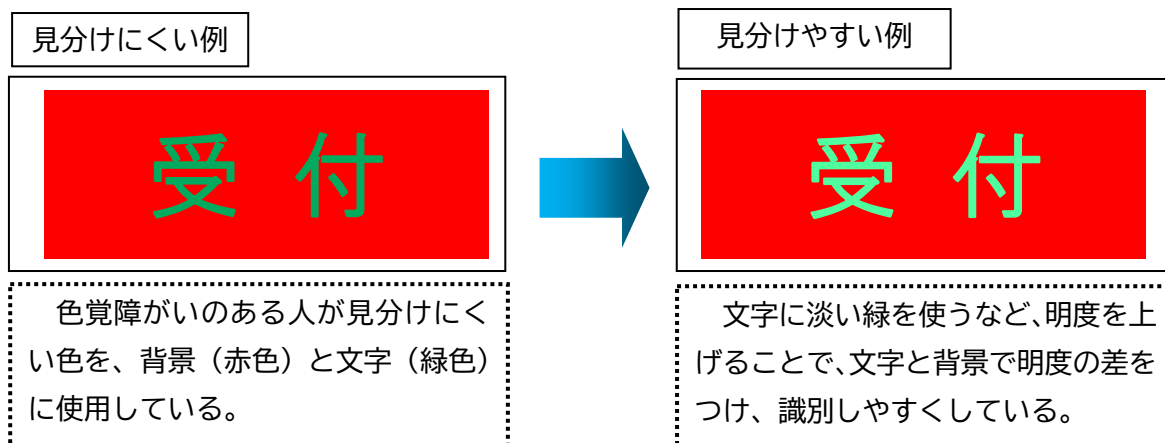 見分けにくい例
受 付
色覚障がいのある人が見分けにく
い色を、背景（赤色）と文字（緑色）
に使用している。
見分けやすい例
受 付
文字に淡い緑を使うなど、明度を上
げることで、文字と背景で明度の差を
つけ、識別しやすくしている。